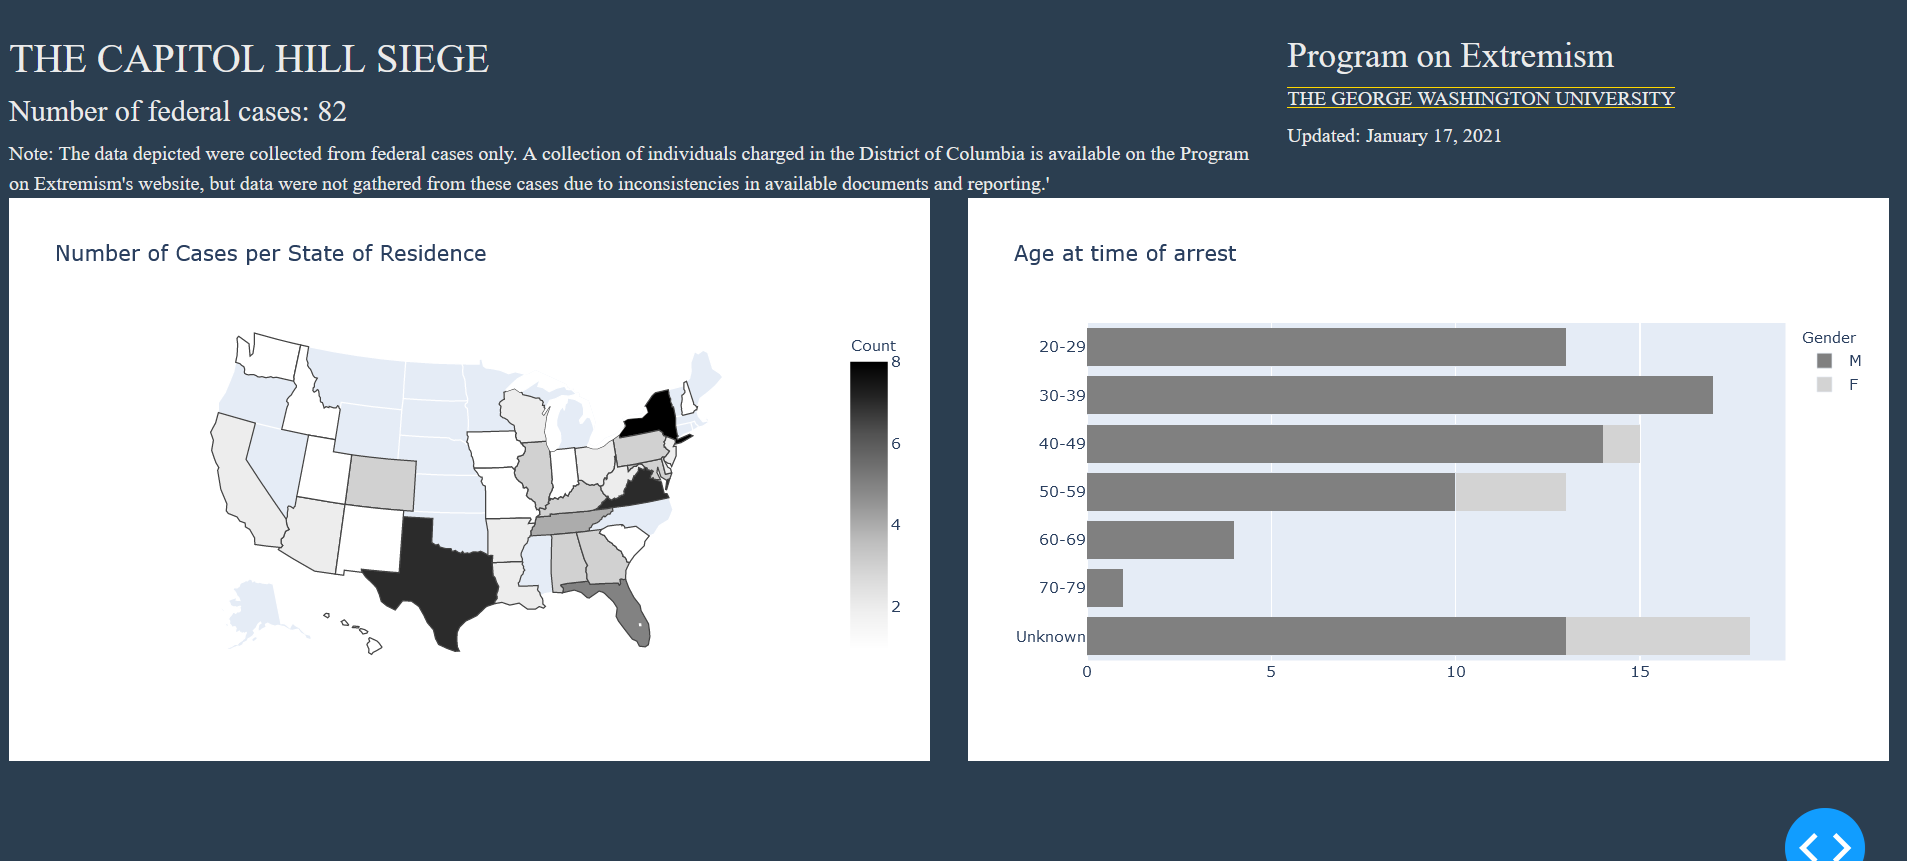 THE CAPITOL HILL SIEGE
Number of federal cases: 82
Note: The data depicted were collected from federal cases only. A collection of individuals charged in the District of Columbia is available on the Program
on Extremism's website, but data were not gathered from these cases due to inconsistencies in available documents and reporting.'
Program on Extremism
THE GEORGE WASHINGTON UNIVERSITY
Updated: January 17, 2021
Number of Cases per State of Residence
Count
8
6
4
2
Age at time of arrest
20-29
30-39
40-49
50-59
60-69
70-79
Unknown
0 5 10 15
Gender
M
F